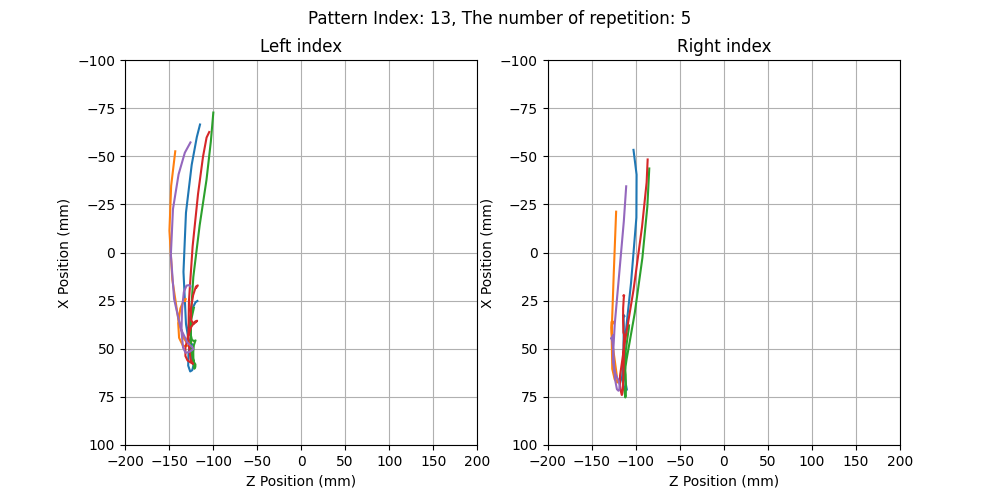 Pattern Index: 13, The number of repetition: 5
Left index
Right index
−100
−75
−50
−25
0
25
50
75
100
X Position (mm)
−200 −150 −100 −50 0 50 100 150 200
Z Position (mm)
−100
−75
−50
−25
0
25
50
75
100
X Position (mm)
−200 −150 −100 −50 0 50 100 150 200
Z Position (mm)